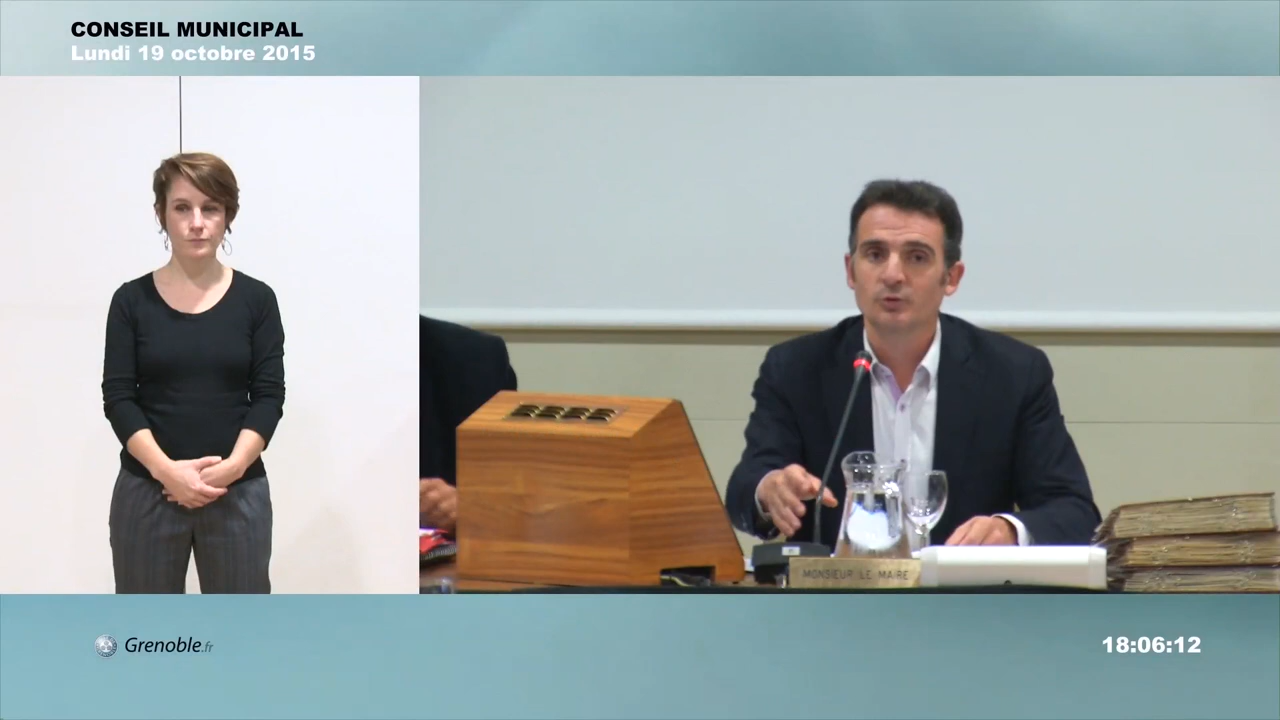 CONSEIL MUNICIPAL
Lundi 19 octobre 2015
MONSIEUR LE MAIRE
Grenoble.fr
18:06:12